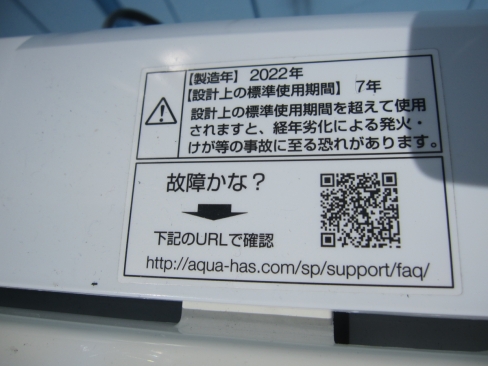 【製造年】 2022年
【設計上の標準使用期間】 7年
設計上の標準使用期間を超えて使用
されますと、経年劣化による発火・
けが等の事故に至る恐れがあります。
故障かな？
下記のURLで確認
http://aqua-has.com/sp/support/faq/